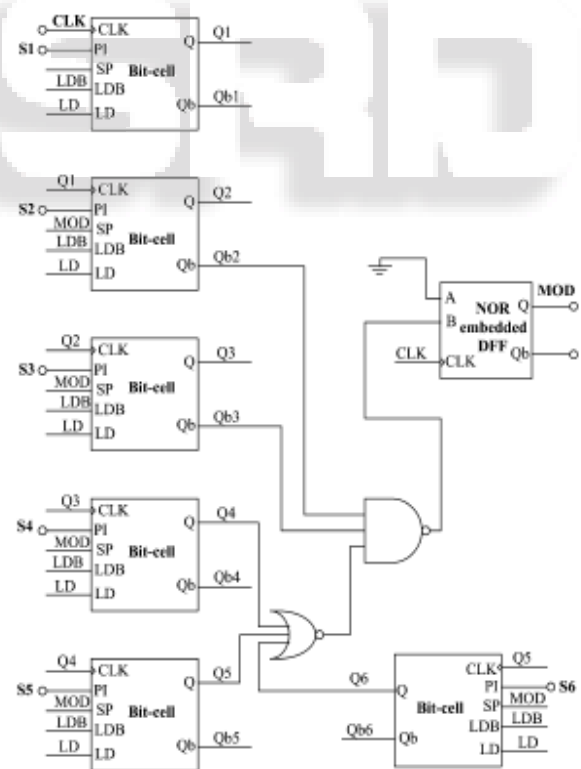 CLK
CLK
S1
PI
SP
LDB
LDB
LD
LD
Bit-cell
Q
Q1
Qb
Qb1
Q1
CLK
S2
PI
MOD
SP
LDB
LDB
LD
LD
Bit-cell
Q
Q2
Qb
Qb2
A
B
NOR
embedded
DFF
CLK
CLK
Q
MOD
Qb
Q2
CLK
S3
PI
MOD
SP
LDB
LDB
LD
LD
Bit-cell
Q
Q3
Qb
Qb3
Q3
CLK
S4
PI
MOD
SP
LDB
LDB
LD
LD
Bit-cell
Q
Q4
Qb
Qb4
Q4
CLK
S5
PI
MOD
SP
LDB
LDB
LD
LD
Bit-cell
Q
Q5
Qb
Qb5
Q6
Q
Qb6
Qb
Bit-cell
CLK
Q5
PI
S6
SP
MOD
LDB
LDB
LD
LD